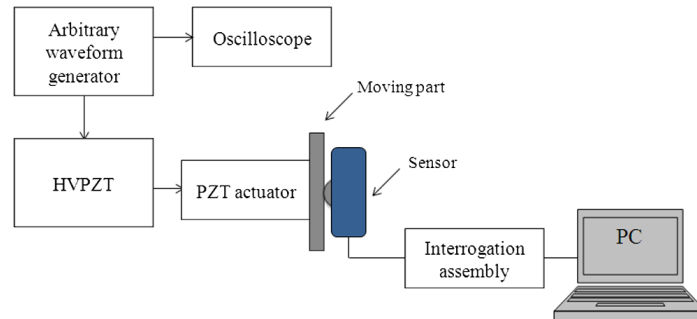 Arbitrary
waveform
generator
Oscilloscope
Moving part
HVPZT
PZT actuator
Sensor
Interrogation
assembly
PC